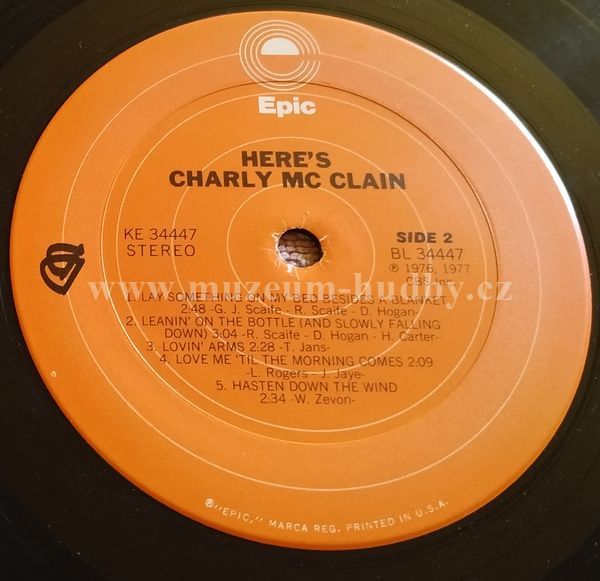 Epic
HERE'S
CHARLY MC CLAIN
KE 34447
STEREO
SIDE 2
BL 34447
℗ 1976, 1977
CBS Inc.
www.muzeum-hudby.cz
1. LAY SOMETHING ON MY BED BESIDES A BLANKET
2:48 -G. J. Scaife- R. Scaife - D. Hogan-
2. LEANIN' ON THE BOTTLE (AND SLOWLY FALLING
DOWN) 3:04 -R. Scaife - D. Hogan - H. Carter-
3. LOVIN' ARMS 2:28 -T. Jans-
4. LOVE ME 'TIL THE MORNING COMES 2:09
-L. Rogers - J. Jaye-
5. HASTEN DOWN THE WIND
2:34 -W. Zevon-
®"EPIC," MARCA REG. PRINTED IN U.S.A.